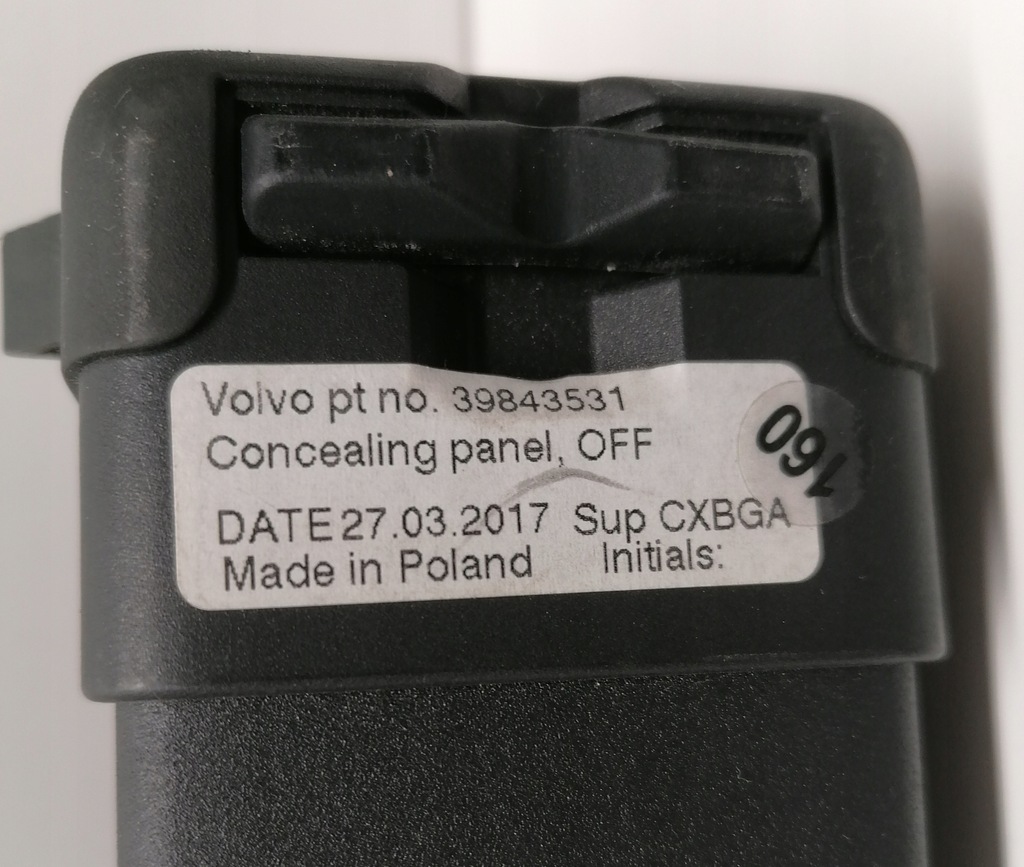 Volvo pt no. 39843531
Concealing panel, OFF
160
DATE 27.03.2017 Sup CXBGA
Made in Poland Initials: